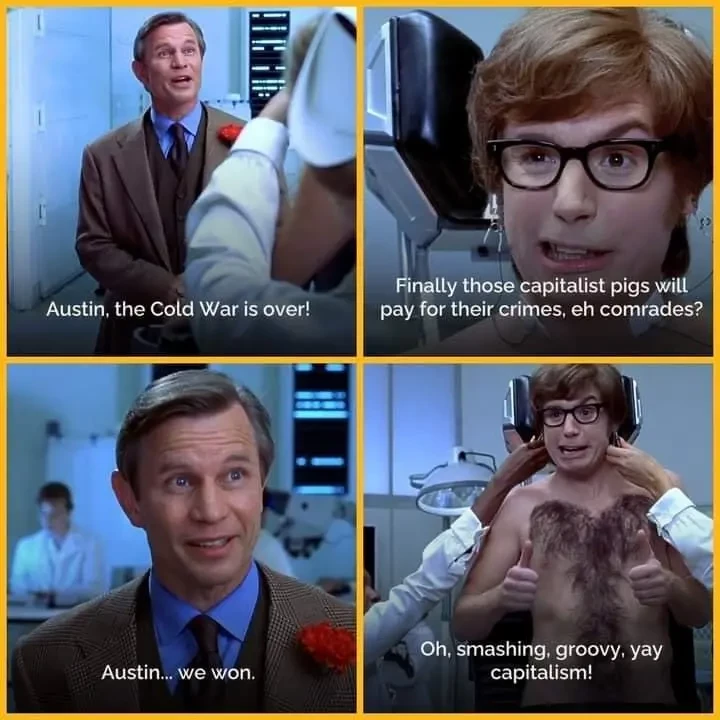 Austin, the Cold War is over!
Finally those capitalist pigs will
pay for their crimes, eh comrades?
Austin... we won.
Oh, smashing, groovy, yay
capitalism!